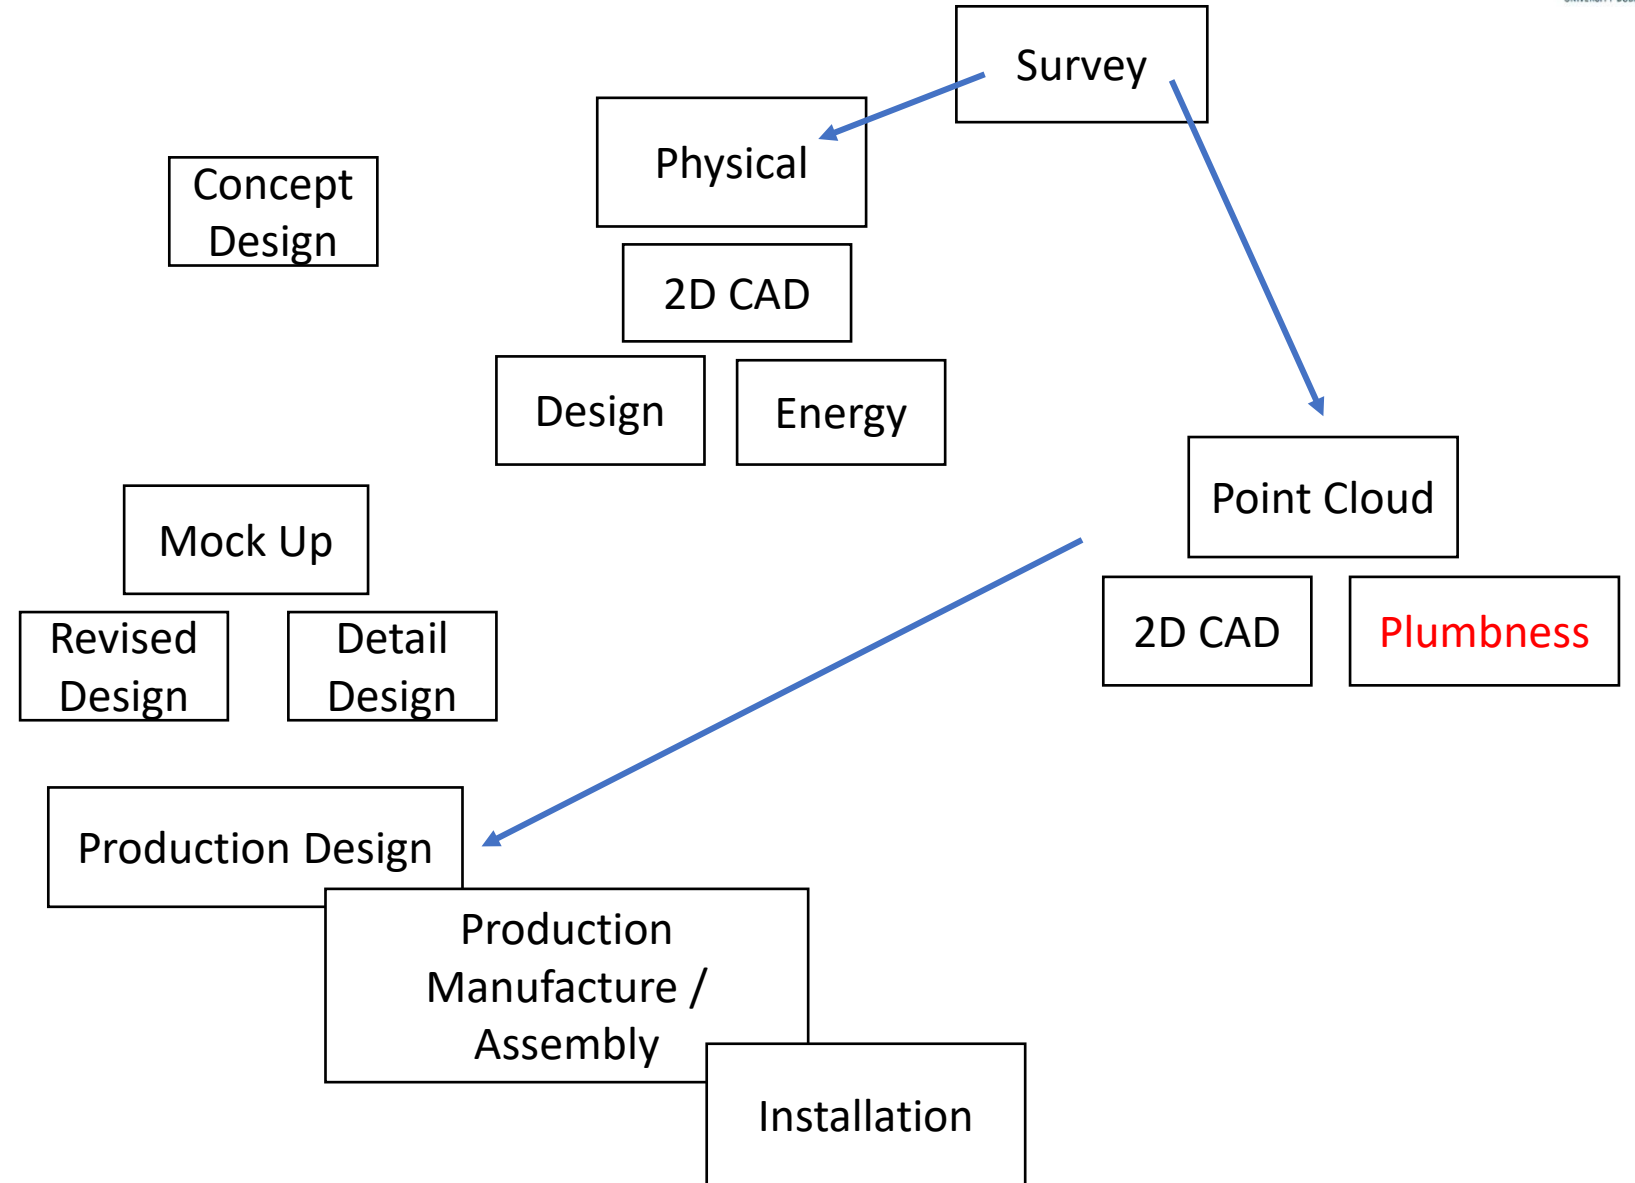 Survey
Physical
Concept
Design
2D CAD
Design
Energy
Point Cloud
Mock Up
2D CAD
Plumbness
Revised
Design
Detail
Design
Production Design
Production
Manufacture /
Assembly
Installation